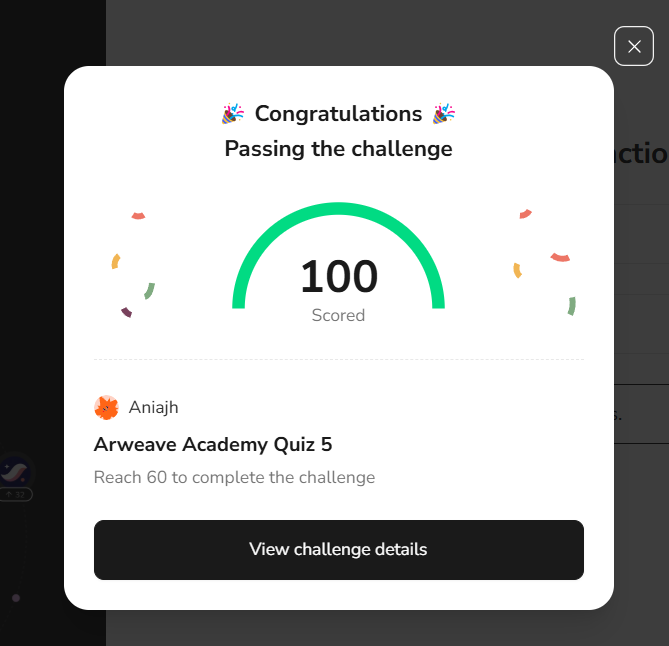 Congratulations
Passing the challenge
100
Scored
Aniajh
Arweave Academy Quiz 5
Reach 60 to complete the challenge
View challenge details